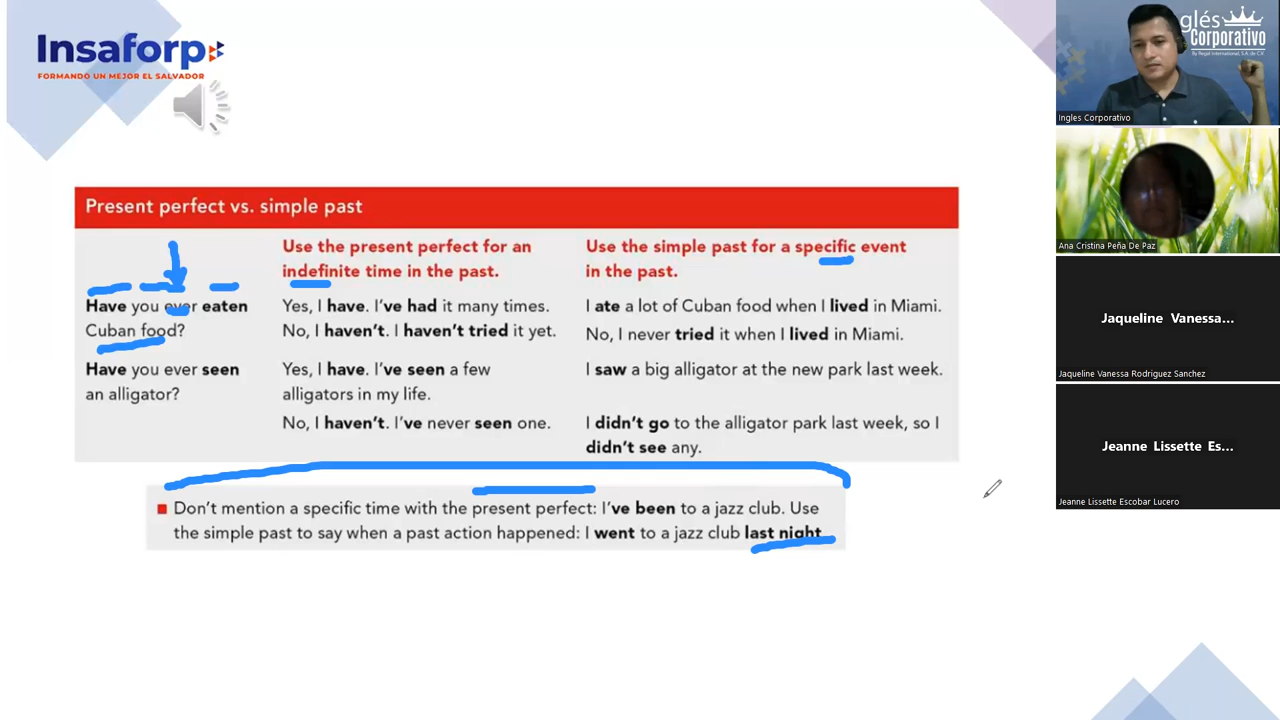 Insaforp
FORMANDO UN MEJOR EL SALVADOR
Present perfect vs. simple past
Use the present perfect for an
indefinite time in the past.
Use the simple past for a specific event
in the past.
Have you ever eaten
Cuban food?
Yes, I have. I've had it many times.
No, I haven't. I haven't tried it yet.
I ate a lot of Cuban food when I lived in Miami.
No, I never tried it when I lived in Miami.
Have you ever seen
an alligator?
Yes, I have. I've seen a few
alligators in my life.
No, I haven't. I've never seen one.
I saw a big alligator at the new park last week.
I didn't go to the alligator park last week, so I
didn't see any.
Don't mention a specific time with the present perfect: I've been to a jazz club. Use
the simple past to say when a past action happened: I went to a jazz club last night
glés
Corporativo
By Regal International, S.A. de C.V.
Ingles Corporativo
Ana Cristina Peña De Paz
Jaqueline Vanessa...
Jaqueline Vanessa Rodriguez Sanchez
Jeanne Lissette Es...
Jeanne Lissette Escobar Lucero